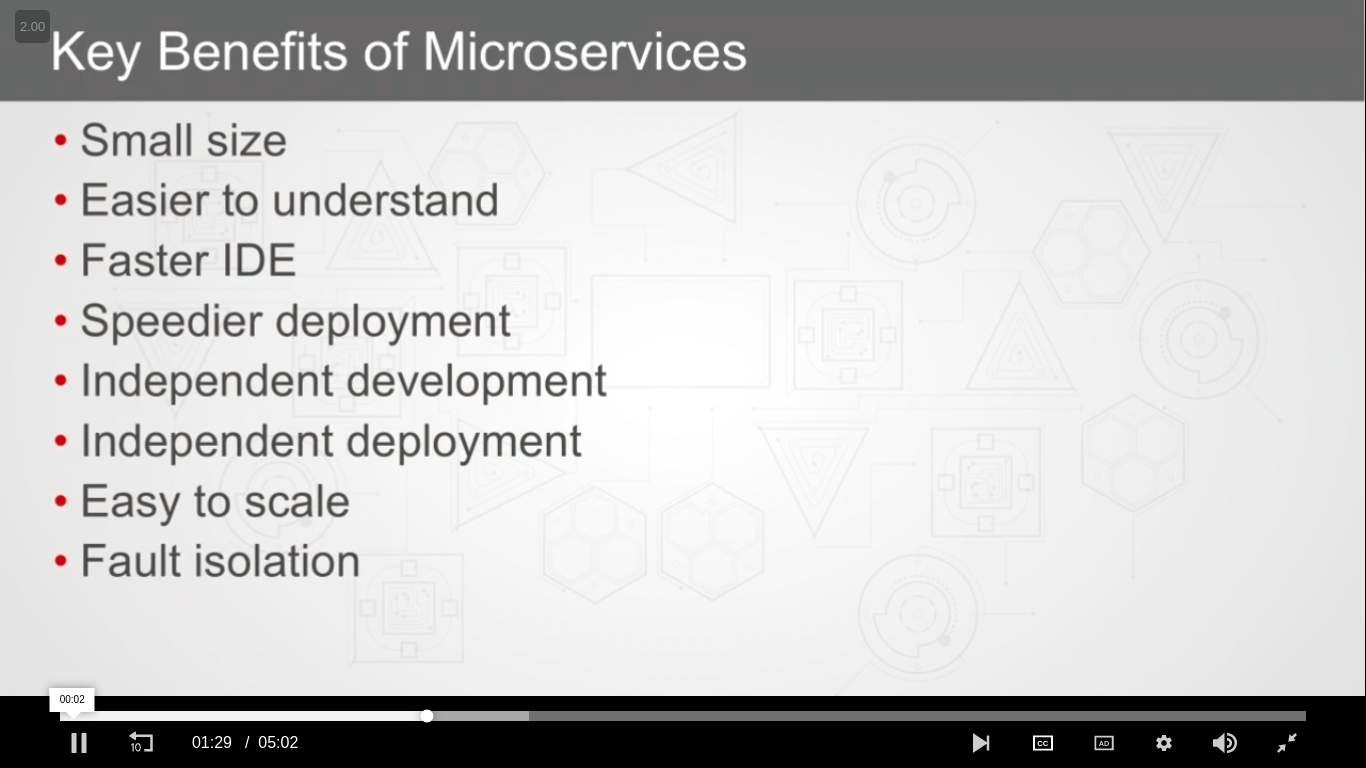 2.00
Key Benefits of Microservices
• Small size
• Easier to understand
• Faster IDE
• Speedier deployment
• Independent development
• Independent deployment
• Easy to scale
• Fault isolation
00:02
10 01:29 / 05:02 CC AD